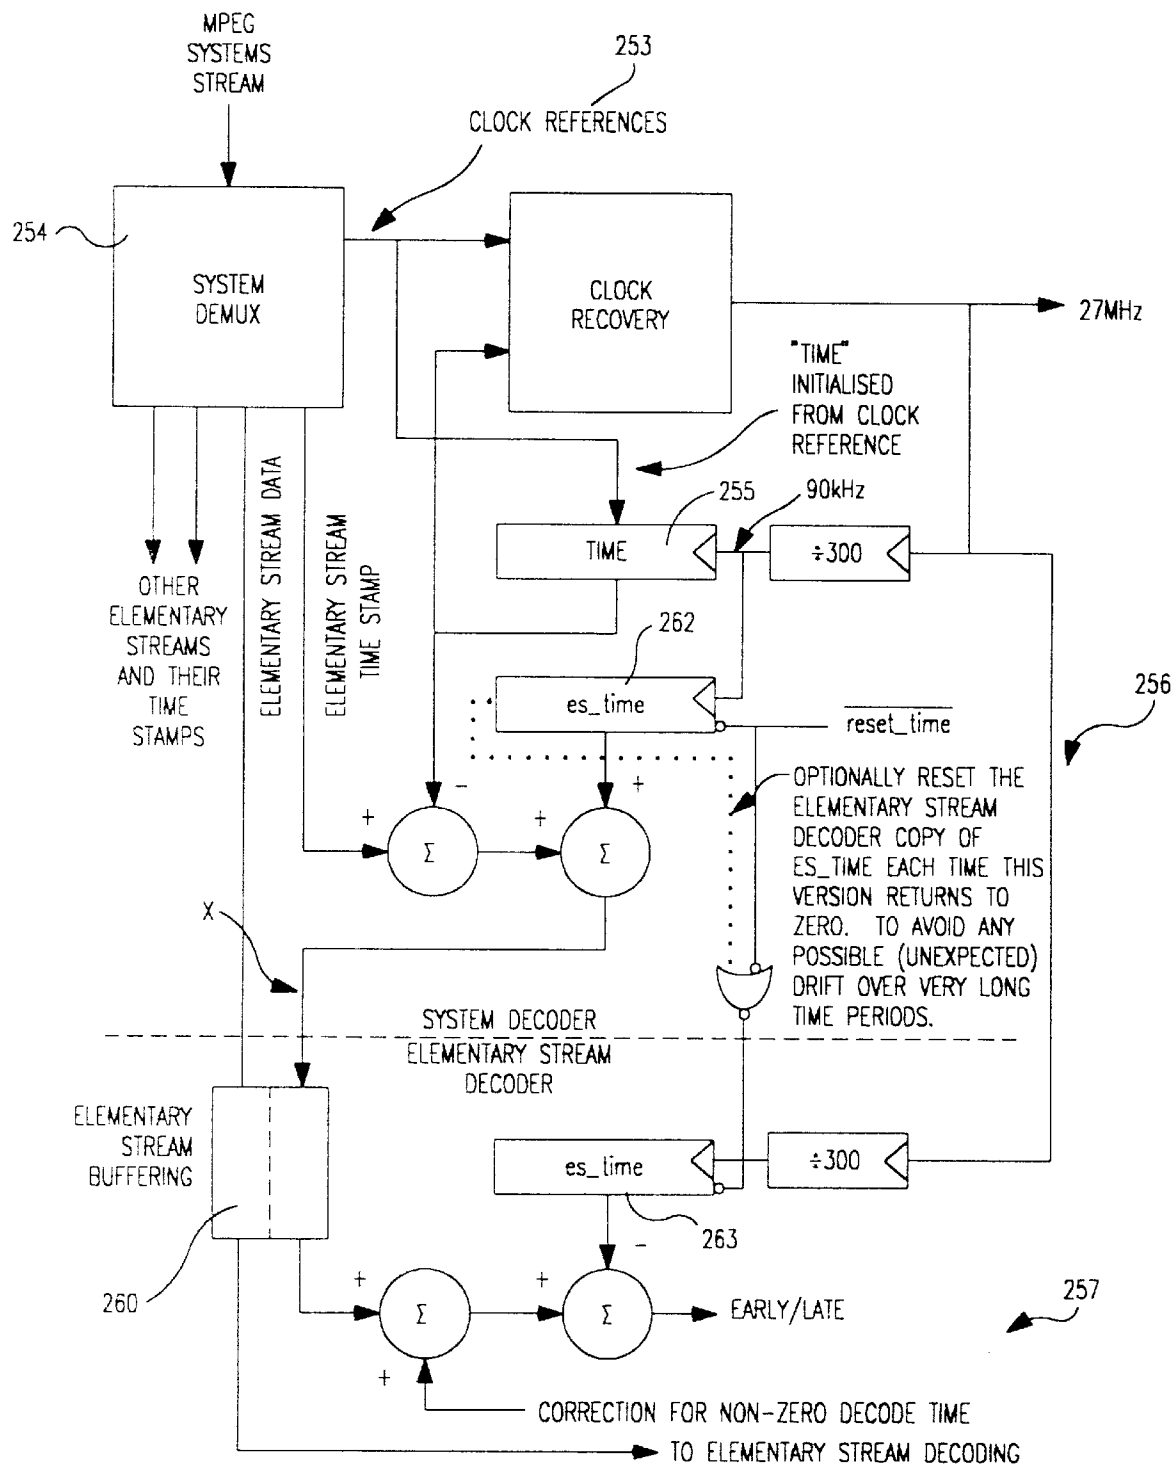 MPEG
SYSTEMS
STREAM
253
CLOCK REFERENCES
254
SYSTEM
DEMUX
CLOCK
RECOVERY
27MHz
"TIME"
INITIALISED
FROM CLOCK
REFERENCE
255
90kHz
TIME
÷300
OTHER
ELEMENTARY
STREAMS
AND THEIR
TIME
STAMPS
ELEMENTARY STREAM DATA
ELEMENTARY STREAM
TIME STAMP
262
es_time
reset_time
256
-
+
+
+
Σ
Σ
OPTIONALLY RESET THE
ELEMENTARY STREAM
DECODER COPY OF
ES_TIME EACH TIME THIS
VERSION RETURNS TO
ZERO. TO AVOID ANY
POSSIBLE (UNEXPECTED)
DRIFT OVER VERY LONG
TIME PERIODS.
X
SYSTEM DECODER
ELEMENTARY STREAM
DECODER
ELEMENTARY
STREAM
BUFFERING
es_time
÷300
263
260
-
+
+
Σ
Σ
EARLY/LATE
257
+
CORRECTION FOR NON-ZERO DECODE TIME
TO ELEMENTARY STREAM DECODING